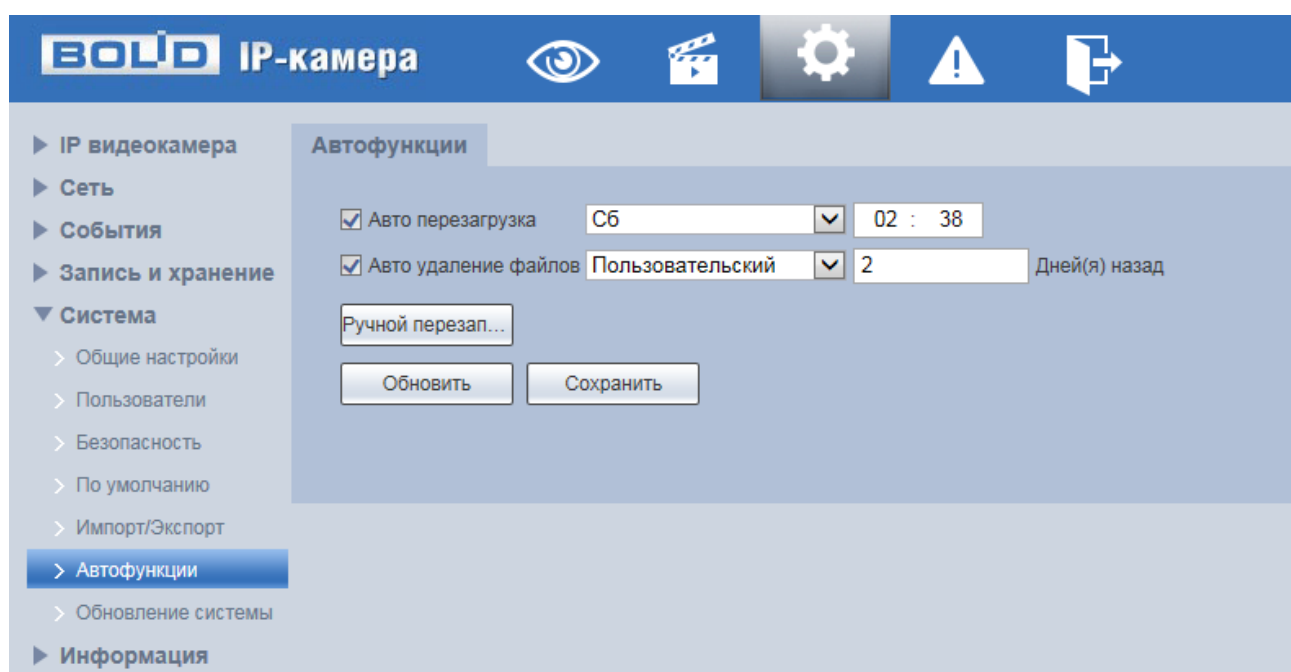 BOLID IP-камера
IP видеокамера
Сеть
События
Запись и хранение
Система
Общие настройки
Пользователи
Безопасность
По умолчанию
Импорт/Экспорт
Автофункции
Обновление системы
Информация
Автофункции
Авто перезагрузка Сб 02 : 38
Авто удаление файлов Пользовательский 2 Дней(я) назад
Ручной перезап...
Обновить Сохранить